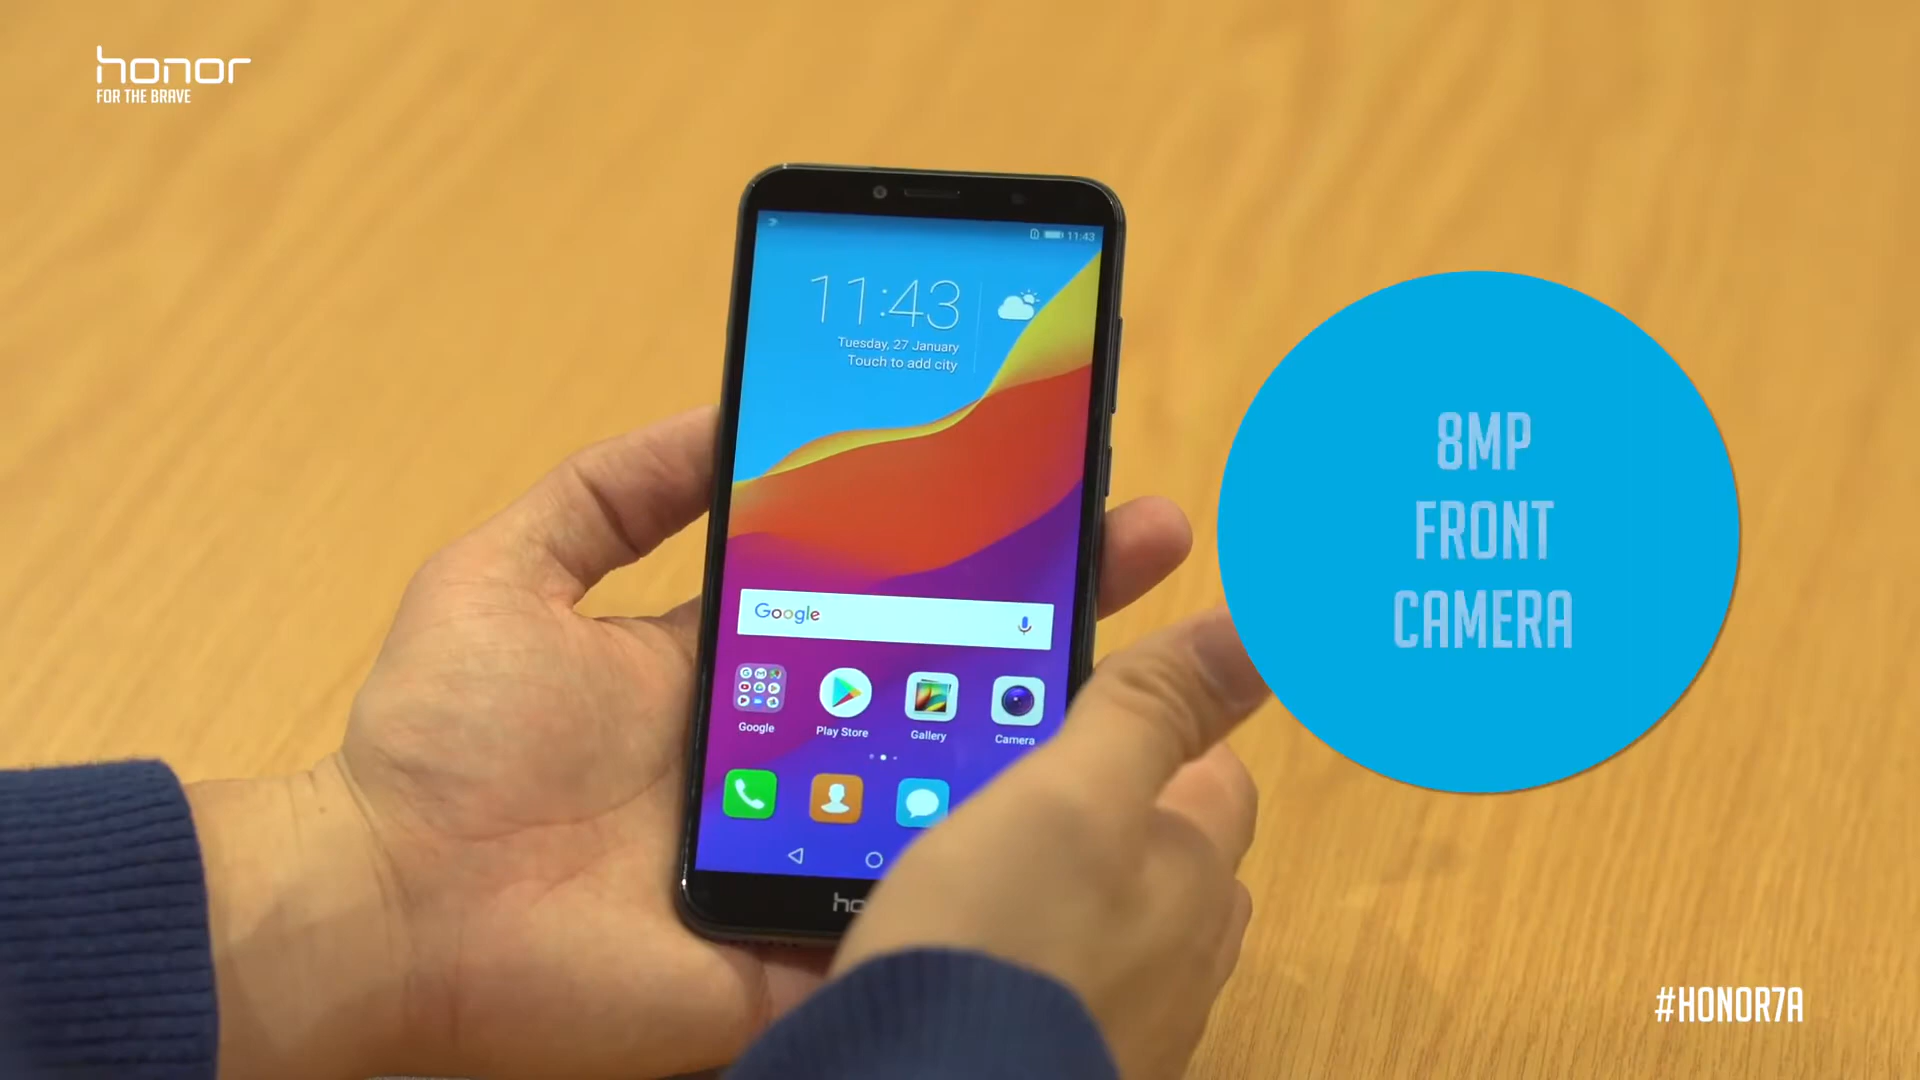 honor
FOR THE BRAVE
11:43
11:43
Tuesday, 27 January
Touch to add city
8MP
FRONT
CAMERA
Google
Google
Play Store
Gallery
Camera
ho
#HONOR7A